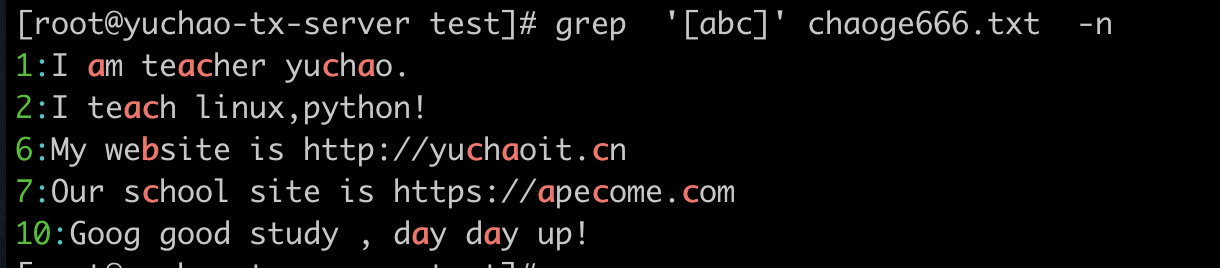 [root@yuchao-tx-server test]# grep  '[abc]' chaoge666.txt  -n
1:I am teacher yuchao.
2:I teach linux,python!
6:My website is http://yuchaoit.cn
7:Our school site is https://apecome.com
10:Goog good study , day day up!